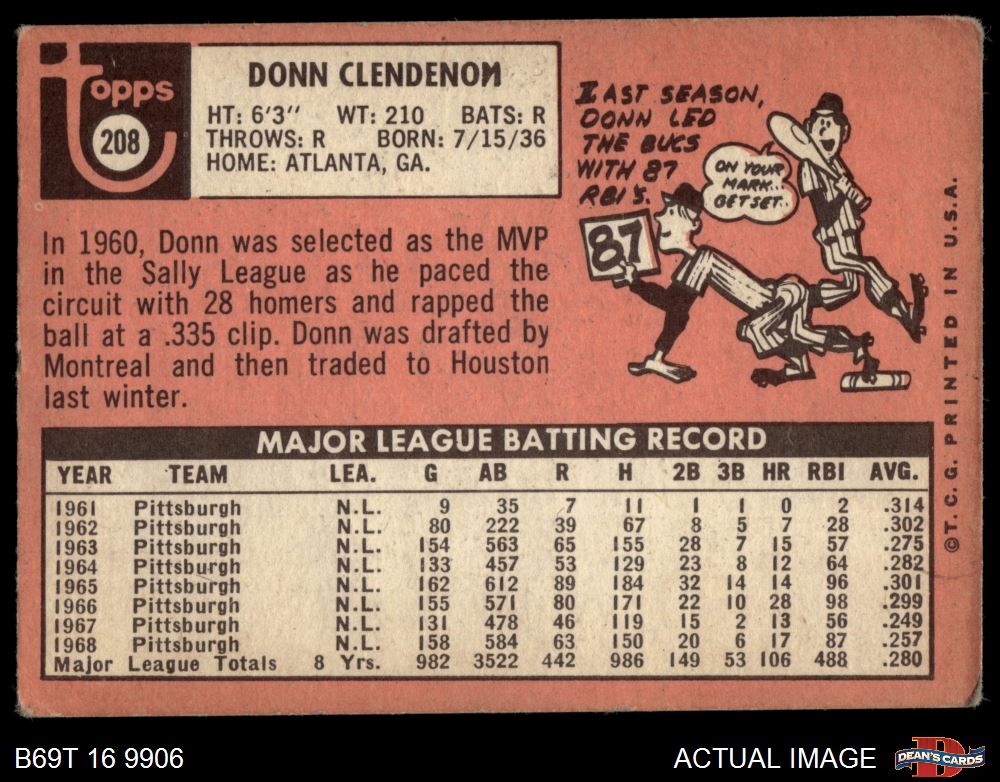 topps
208
DONN CLENDENON
HT: 6'3" WT: 210 BATS: R
THROWS: R BORN: 7/15/36
HOME: ATLANTA, GA.
LAST SEASON,
DONN LED
THE BUCS
WITH 87
RBI'S.
ON YOUR
MARK...
GET SET..
87
In 1960, Donn was selected as the MVP
in the Sally League as he paced the
circuit with 28 homers and rapped the
ball at a .335 clip. Donn was drafted by
Montreal and then traded to Houston
last winter.
MAJOR LEAGUE BATTING RECORD
YEAR TEAM LEA. G AB R H 2B 3B HR RBI AVG.
1961 Pittsburgh N.L. 9 35 7 11 1 1 0 2 .314
1962 Pittsburgh N.L. 80 222 39 67 8 5 7 28 .302
1963 Pittsburgh N.L. 154 563 65 155 28 7 15 57 .275
1964 Pittsburgh N.L. 133 457 53 129 23 8 12 64 .282
1965 Pittsburgh N.L. 162 612 89 184 32 14 14 96 .301
1966 Pittsburgh N.L. 155 571 80 171 22 10 28 98 .299
1967 Pittsburgh N.L. 131 478 46 119 15 2 13 56 .249
1968 Pittsburgh N.L. 158 584 63 150 20 6 17 87 .257
Major League Totals 8 Yrs. 982 3522 442 986 149 53 106 488 .280
©T.C.G. PRINTED IN U.S.A.
B69T 16 9906
ACTUAL IMAGE
D
DEAN'S CARDS